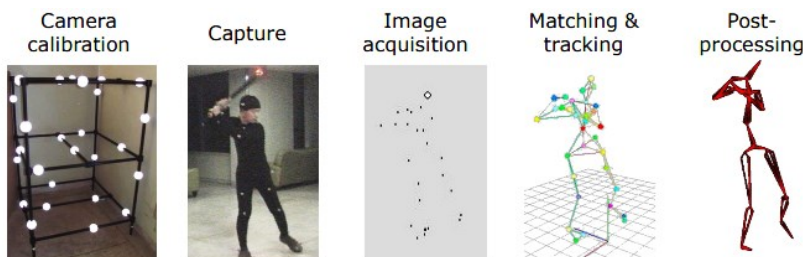 Camera
calibration
Capture
Image
acquisition
Matching &
tracking
Post-
processing